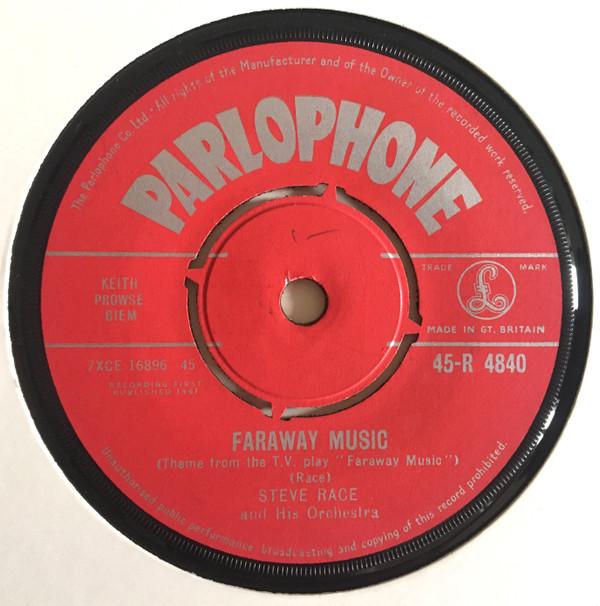 The Parlophone Co. Ltd · All rights of the Manufacturer and of the Owner of the recorded work reserved.
PARLOPHONE
KEITH
PROWSE
BIEM
TRADE MARK
£
MADE IN GT. BRITAIN
7XCE 16896 45
45-R 4840
RECORDING FIRST
PUBLISHED 1961
FARAWAY MUSIC
(Theme from the T.V. play "Faraway Music")
(Race)
STEVE RACE
and His Orchestra
Unauthorised public performance broadcasting and copying of this record prohibited.